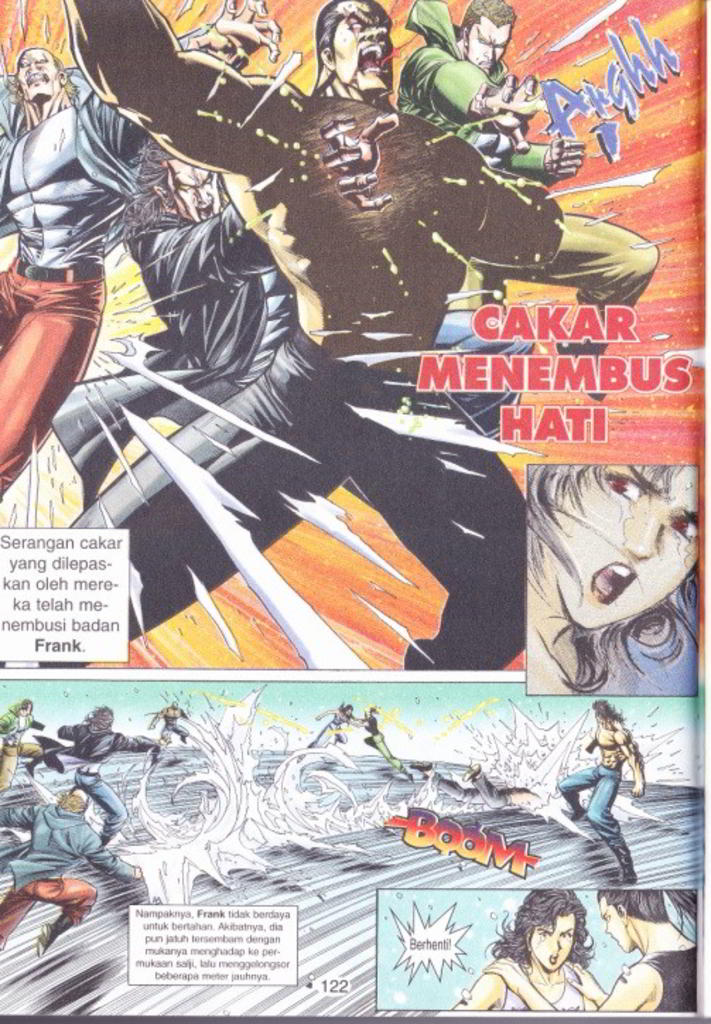 Arghh
CAKAR
MENEMBUS
HATI
Serangan cakar
yang dilepas-
kan oleh mere-
ka telah me-
nembusi badan
Frank.
BOOM
Nampaknya, Frank tidak berdaya
untuk bertahan. Akibatnya, dia
pun jatuh tersembam dengan
mukanya menghadap ke per-
mukaan salji, lalu menggelongsor
beberapa meter jauhnya.
Berhenti!
122